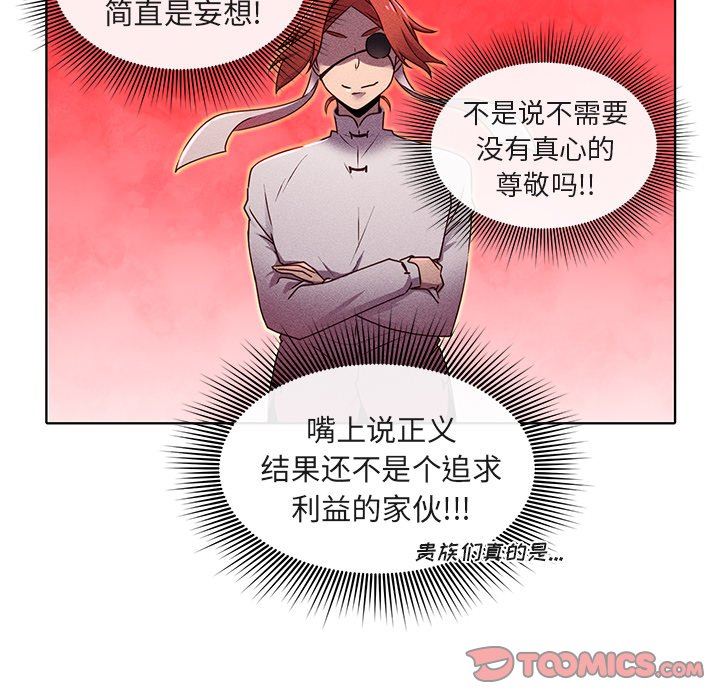 简直是妄想!
不是说不需要
没有真心的
尊敬吗!!
嘴上说正义
结果还不是个追求
利益的家伙!!!
贵族们真的是...
TOOMICS.COM